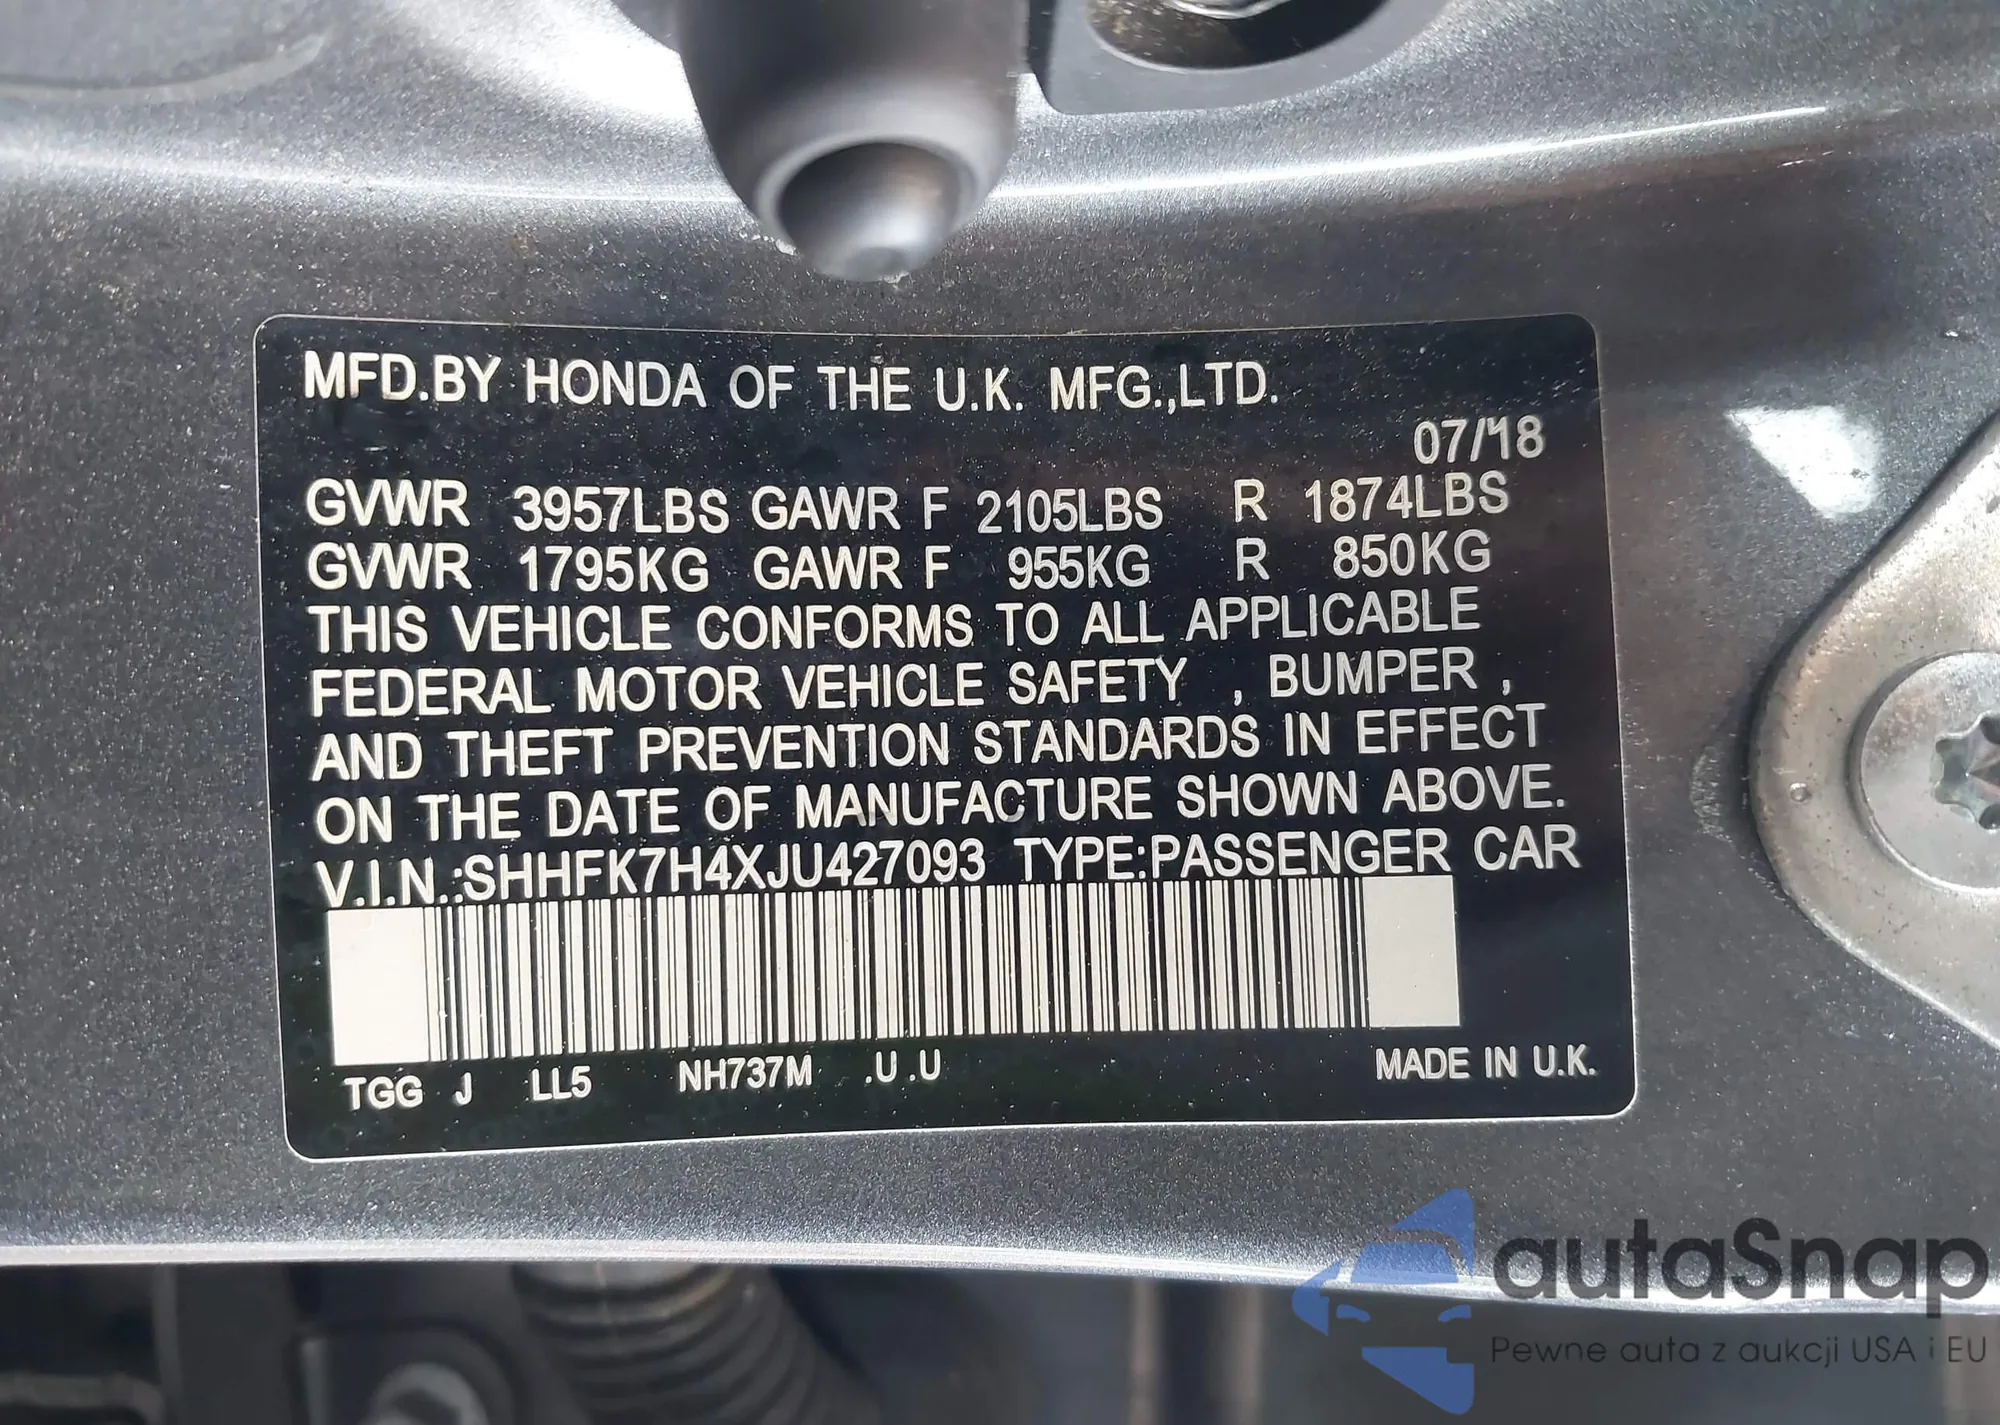 MFD.BY HONDA OF THE U.K. MFG.,LTD.
07/18
GVWR 3957LBS GAWR F 2105LBS R 1874LBS
GVWR 1795KG GAWR F 955KG R 850KG
THIS VEHICLE CONFORMS TO ALL APPLICABLE
FEDERAL MOTOR VEHICLE SAFETY , BUMPER ,
AND THEFT PREVENTION STANDARDS IN EFFECT
ON THE DATE OF MANUFACTURE SHOWN ABOVE.
V.I.N.:SHHFK7H4XJU427093 TYPE:PASSENGER CAR
TGG J LL5 NH737M .U .U MADE IN U.K.
autaSnap
Pewne auta z aukcji USA i EU